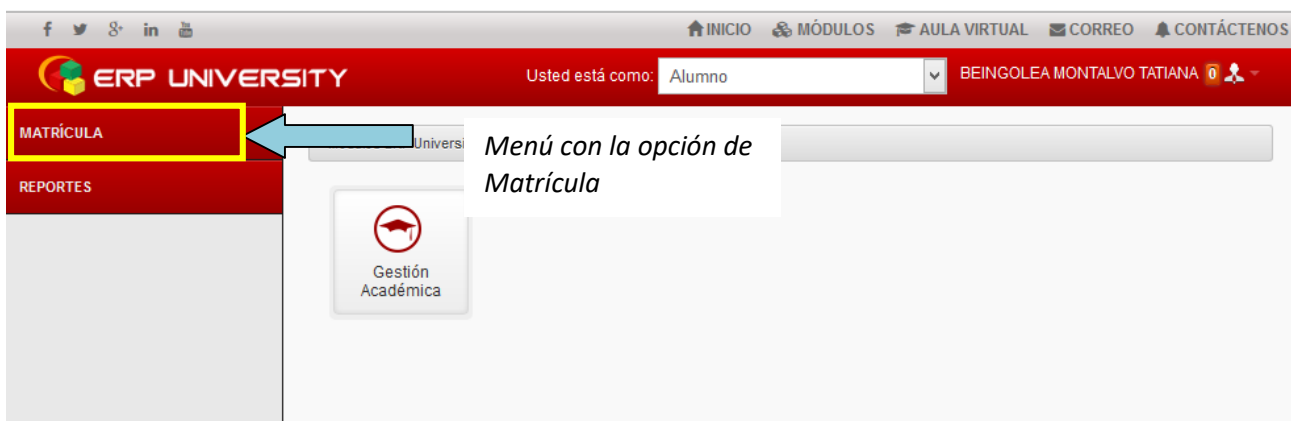 INICIO MÓDULOS AULA VIRTUAL CORREO CONTÁCTENOS
ERP UNIVERSITY Usted está como: Alumno BEINGOLEA MONTALVO TATIANA 0
MATRÍCULA
Menú con la opción de
Matrícula
REPORTES
Gestión
Académica